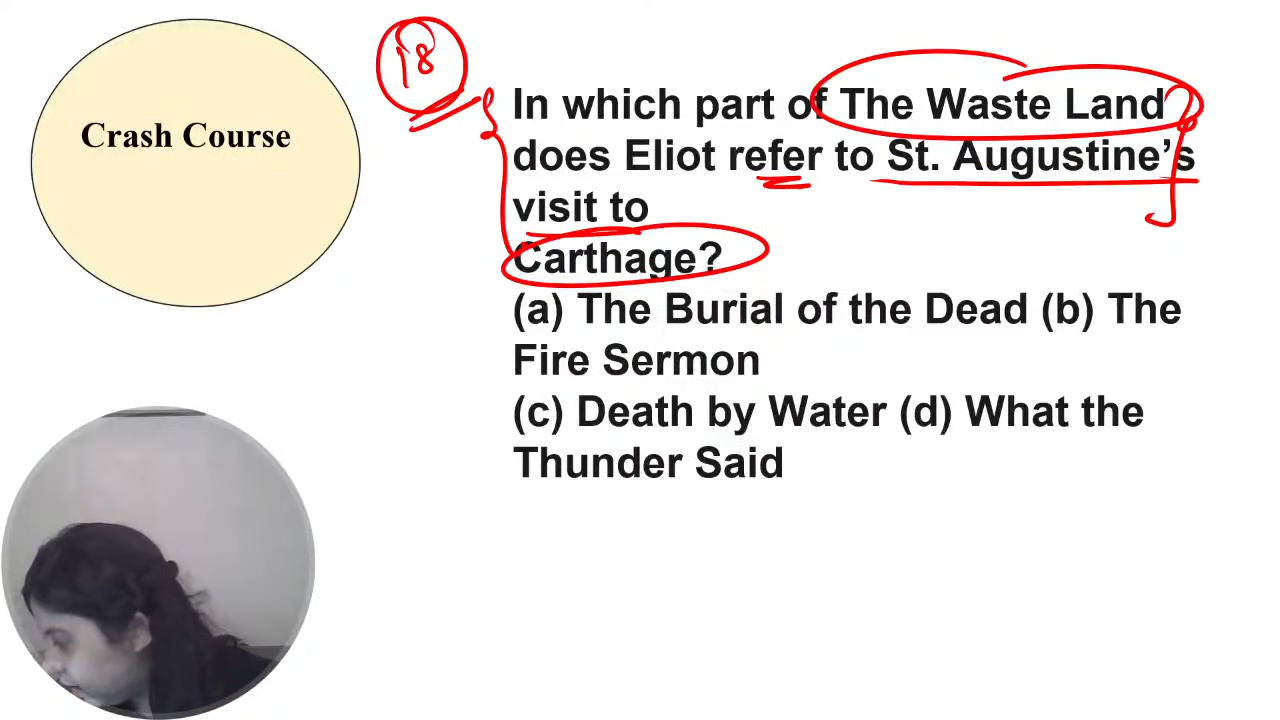 18
Crash Course
In which part of The Waste Land
does Eliot refer to St. Augustine’s
visit to
Carthage?
(a) The Burial of the Dead (b) The
Fire Sermon
(c) Death by Water (d) What the
Thunder Said